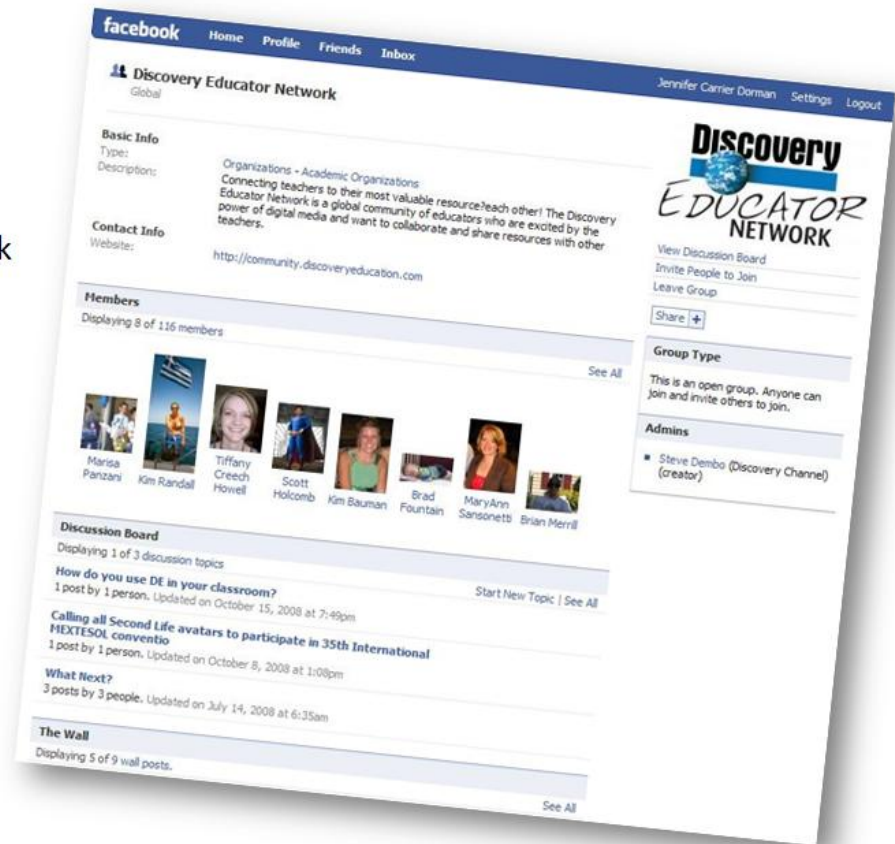 k
facebook Home Profile Friends Inbox
Jennifer Carrier Dorman Settings Logout
Discovery Educator Network
Global
Basic Info
Type: Organizations - Academic Organizations
Description: Connecting teachers to their most valuable resource?each other! The Discovery
Educator Network is a global community of educators who are excited by the
power of digital media and want to collaborate and share resources with other
teachers.
Contact Info
Website: http://community.discoveryeducation.com
Members
Displaying 8 of 116 members
See All
Marisa
Panzani
Kim Randall
Tiffany
Creech
Howell
Scott
Holcomb
Kim Bauman
Brad
Fountain
MaryAnn
Sansonetti
Brian Merrill
Discussion Board
Displaying 1 of 3 discussion topics
Start New Topic | See All
How do you use DE in your classroom?
1 post by 1 person. Updated on October 15, 2008 at 7:49pm
Calling all Second Life avatars to participate in 35th International
MEXTESOL conventio
1 post by 1 person. Updated on October 8, 2008 at 1:08pm
What Next?
3 posts by 3 people. Updated on July 14, 2008 at 6:35am
The Wall
Displaying 5 of 9 wall posts.
See All
DISCOVERY
EDUCATOR
NETWORK
View Discussion Board
Invite People to Join
Leave Group
Share +
Group Type
This is an open group. Anyone can
join and invite others to join.
Admins
Steve Dembo (Discovery Channel)
(creator)